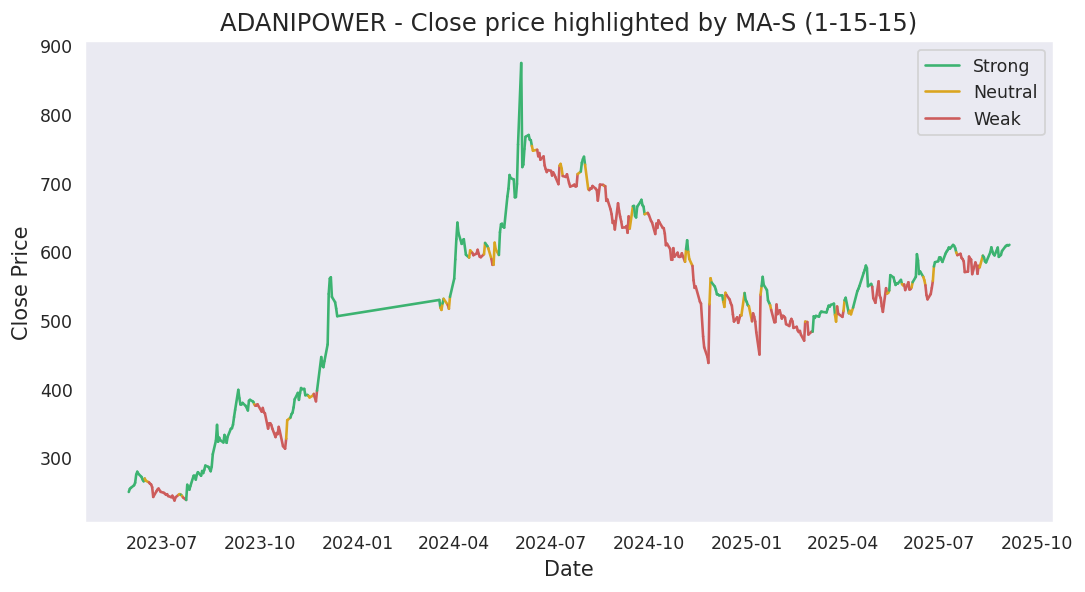 ADANIPOWER - Close price highlighted by MA-S (1-15-15)
Strong
Neutral
Weak
Close Price
900
800
700
600
500
400
300
2023-07 2023-10 2024-01 2024-04 2024-07 2024-10 2025-01 2025-04 2025-07 2025-10
Date